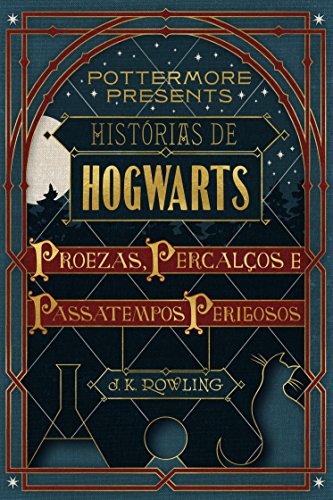 POTTERMORE
PRESENTS
HISTÓRIAS DE
HOGWARTS
PROEZAS, PERCALÇOS E
PASSATEMPOS PERIGOSOS
J.K. ROWLING